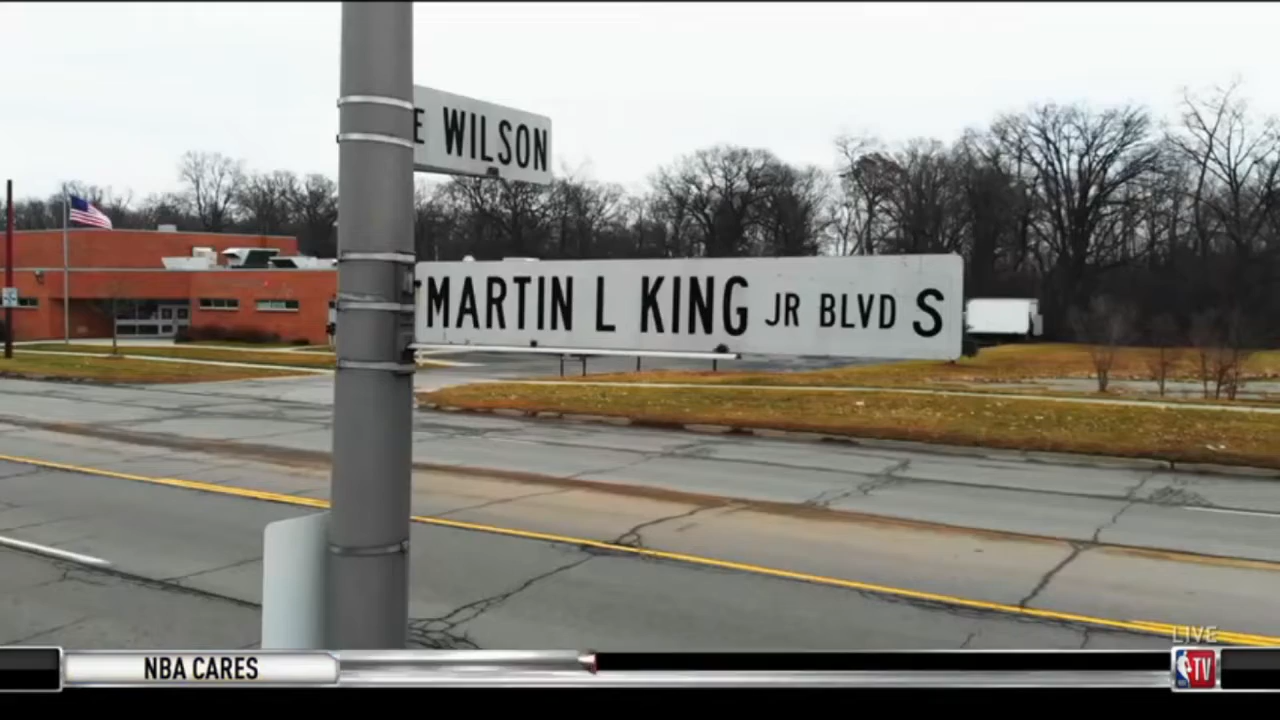 E WILSON
MARTIN L KING JR BLVD S
LIVE
NBA CARES
TV